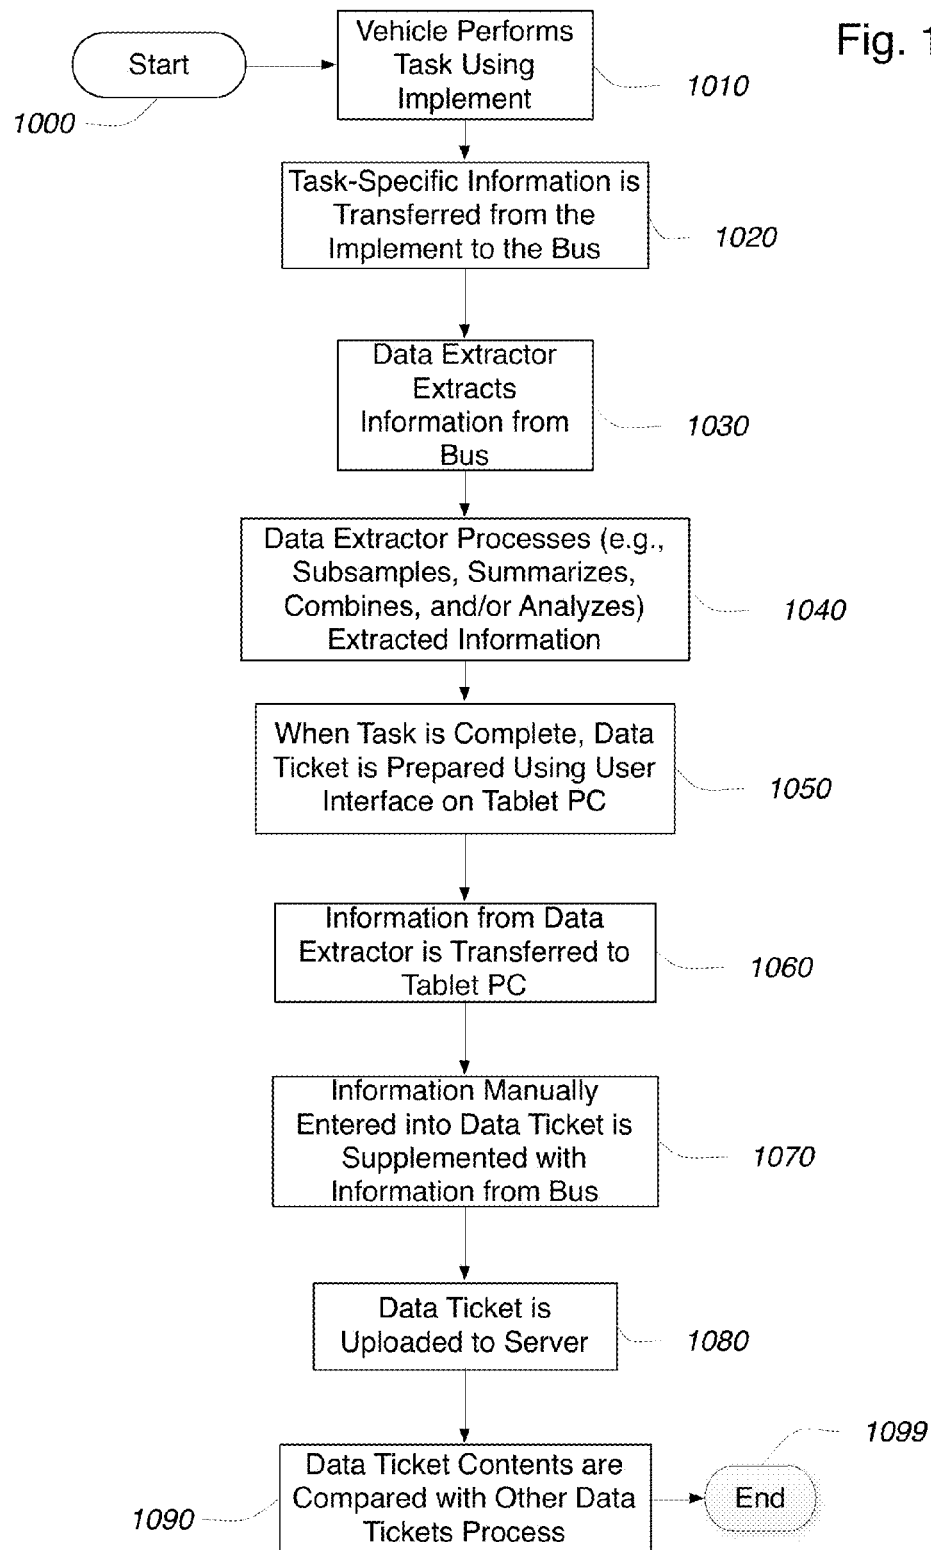 Fig. 1
Start
1000
Vehicle Performs
Task Using
Implement
1010
Task-Specific Information is
Transferred from the
Implement to the Bus
1020
Data Extractor
Extracts
Information from
Bus
1030
Data Extractor Processes (e.g.,
Subsamples, Summarizes,
Combines, and/or Analyzes)
Extracted Information
1040
When Task is Complete, Data
Ticket is Prepared Using User
Interface on Tablet PC
1050
Information from Data
Extractor is Transferred to
Tablet PC
1060
Information Manually
Entered into Data Ticket is
Supplemented with
Information from Bus
1070
Data Ticket is
Uploaded to Server
1080
Data Ticket Contents are
Compared with Other Data
Tickets Process
1090
End
1099